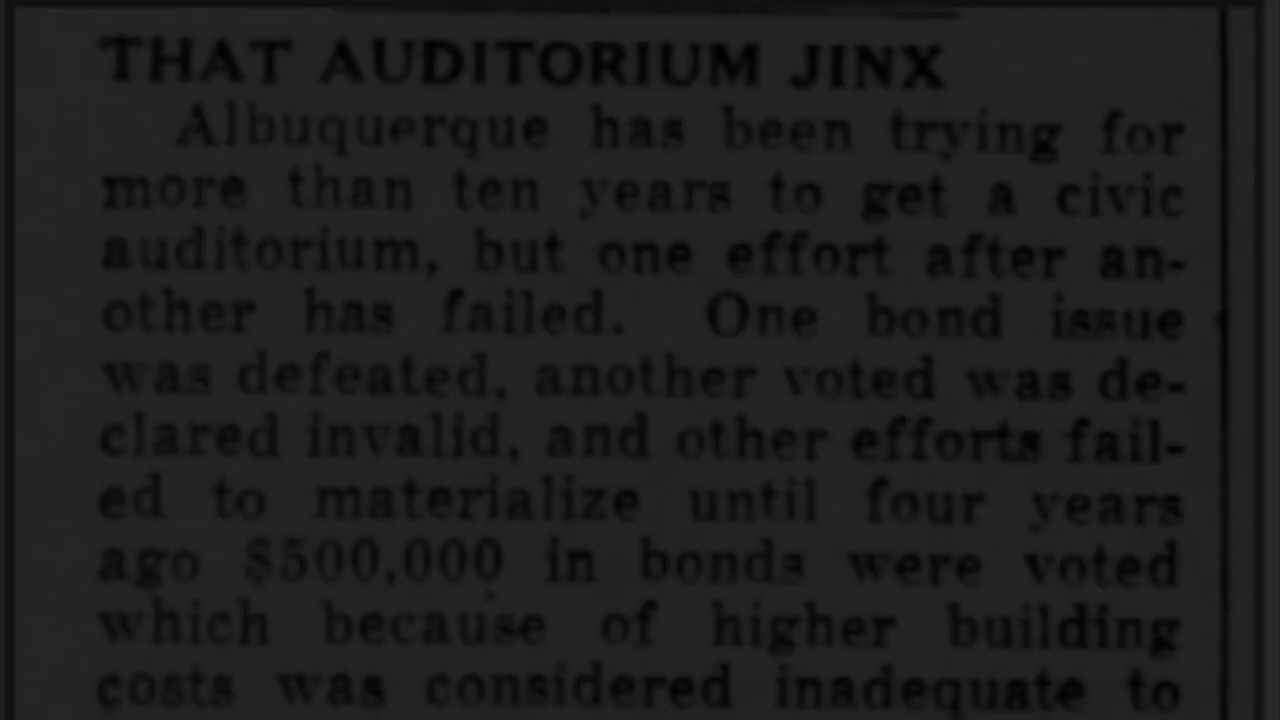 THAT AUDITORIUM JINX
Albuquerque has been trying for
more than ten years to get a civic
auditorium, but one effort after an-
other has failed. One bond issue
was defeated, another voted was de-
clared invalid, and other efforts fail-
ed to materialize until four years
ago $500,000 in bonds were voted
which because of higher building
costs was considered inadequate to